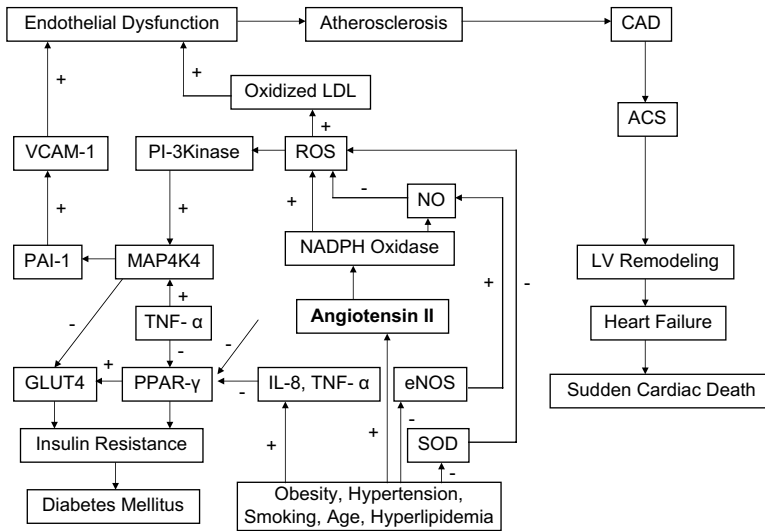 Endothelial Dysfunction
Atherosclerosis
CAD
+
+
Oxidized LDL
ACS
+
VCAM-1
PI-3Kinase
ROS
-
NO
+
+
+
NADPH Oxidase
PAI-1
MAP4K4
LV Remodeling
+
-
+
Angiotensin II
-
TNF- α
-
-
Heart Failure
+
GLUT4
PPAR-γ
-
IL-8, TNF- α
eNOS
Sudden Cardiac Death
-
Insulin Resistance
+
+
SOD
-
Diabetes Mellitus
Obesity, Hypertension,
Smoking, Age, Hyperlipidemia